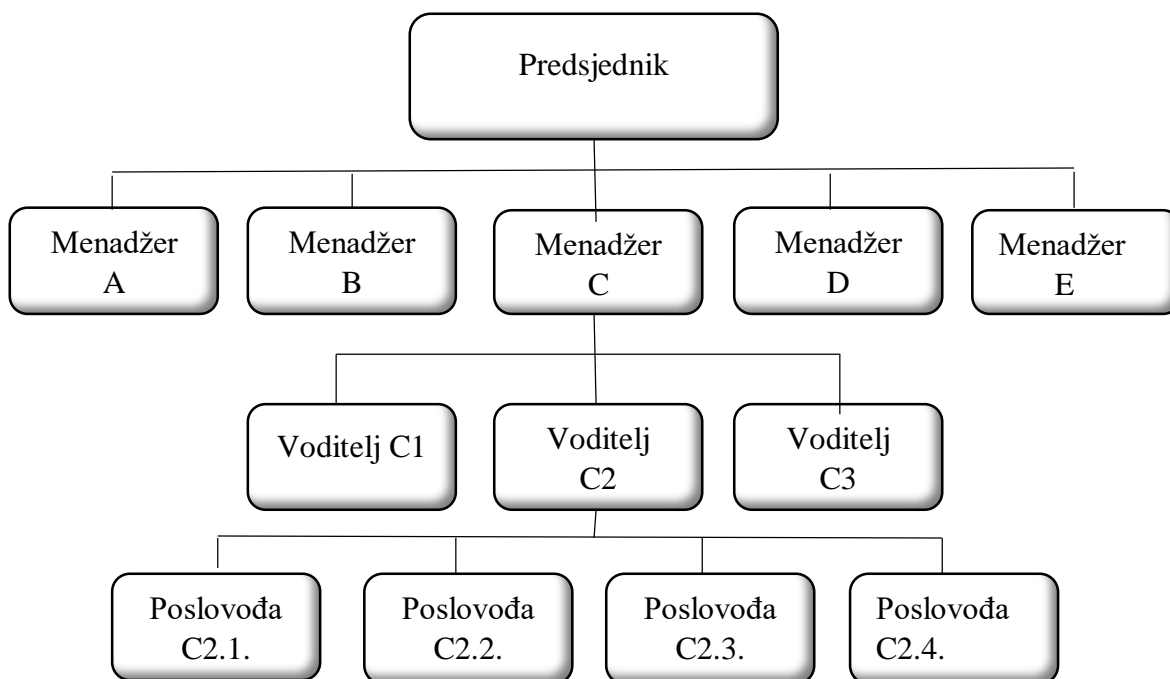 Predsjednik
Menadžer
A
Menadžer
B
Menadžer
C
Menadžer
D
Menadžer
E
Voditelj C1
Voditelj
C2
Voditelj
C3
Poslovođa
C2.1.
Poslovođa
C2.2.
Poslovođa
C2.3.
Poslovođa
C2.4.